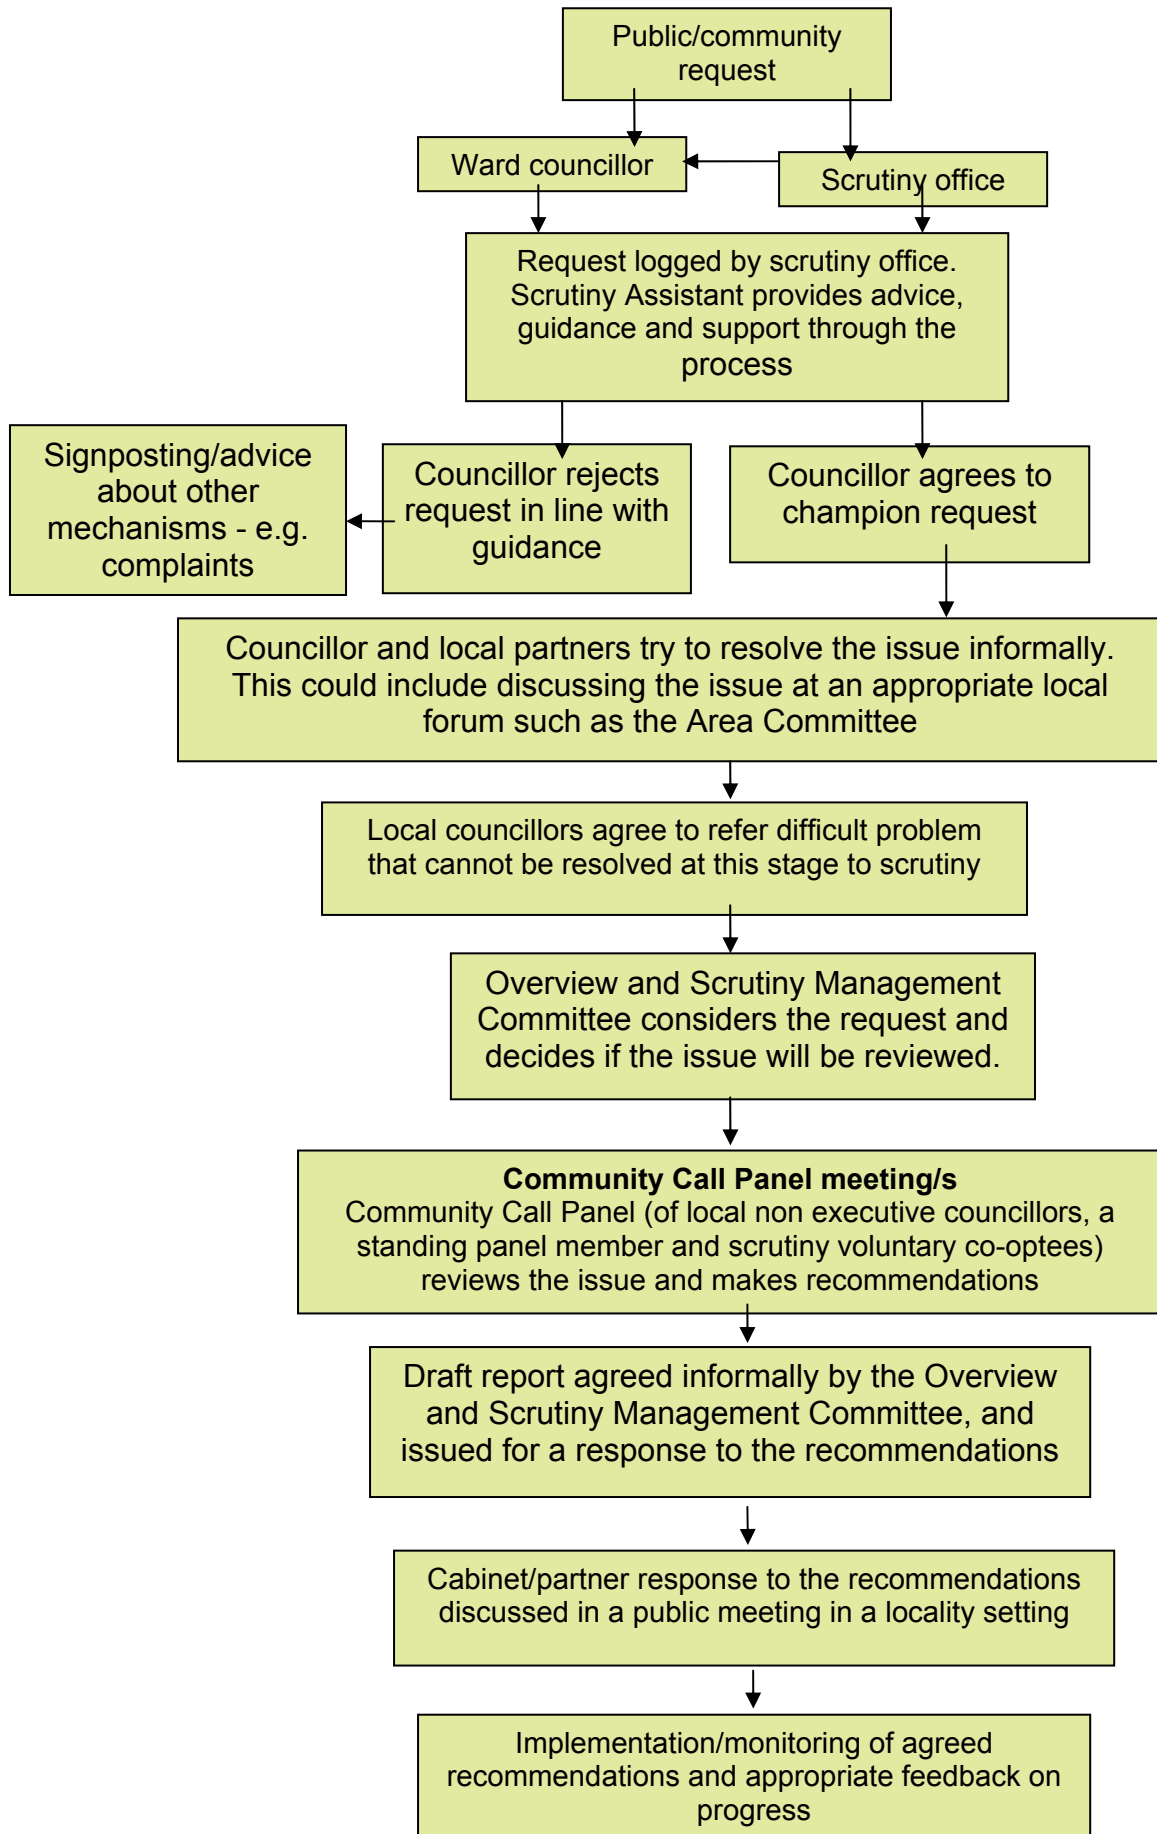 Public/community
request
Ward councillor
Scrutiny office
Request logged by scrutiny office.
Scrutiny Assistant provides advice,
guidance and support through the
process
Signposting/advice
about other
mechanisms - e.g.
complaints
Councillor rejects
request in line with
guidance
Councillor agrees to
champion request
Councillor and local partners try to resolve the issue informally.
This could include discussing the issue at an appropriate local
forum such as the Area Committee
Local councillors agree to refer difficult problem
that cannot be resolved at this stage to scrutiny
Overview and Scrutiny Management
Committee considers the request and
decides if the issue will be reviewed.
Community Call Panel meeting/s
Community Call Panel (of local non executive councillors, a
standing panel member and scrutiny voluntary co-optees)
reviews the issue and makes recommendations
Draft report agreed informally by the Overview
and Scrutiny Management Committee, and
issued for a response to the recommendations
Cabinet/partner response to the recommendations
discussed in a public meeting in a locality setting
Implementation/monitoring of agreed
recommendations and appropriate feedback on
progress